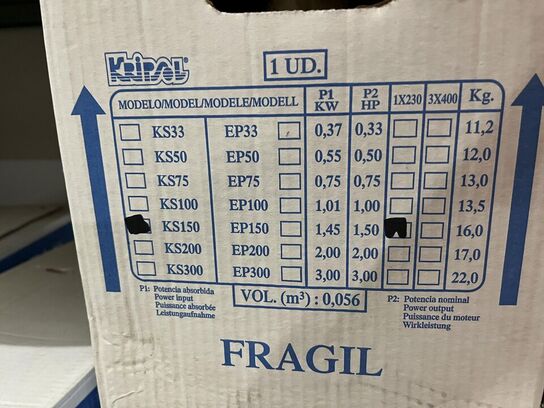 KRIPSOL
1 UD.
MODELO/MODEL/MODELE/MODELL P1 KW P2 HP 1X230 3X400 Kg.
KS33 EP33 0,37 0,33 11,2
KS50 EP50 0,55 0,50 12,0
KS75 EP75 0,75 0,75 13,0
KS100 EP100 1,01 1,00 13,5
KS150 EP150 1,45 1,50 16,0
KS200 EP200 2,00 2,00 17,0
KS300 EP300 3,00 3,00 22,0
P1: Potencia absorbida
Power input
Puissance absorbée
Leistungaufnahme
VOL. (m³) : 0,056
P2: Potencia nominal
Power output
Puissance du moteur
Wirkleistung
FRAGIL